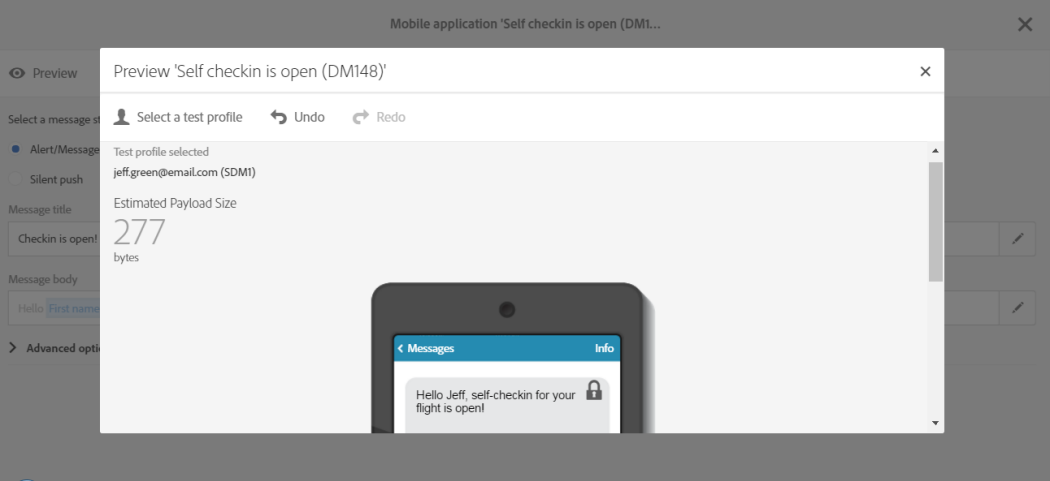 Mobile application 'Self checkin is open (DM1...
Preview
Preview 'Self checkin is open (DM148)'
Select a test profile
Undo
Redo
Select a message st
Alert/Message
Silent push
Message title
Checkin is open!
Message body
Hello First name
Advanced opti
Test profile selected
jeff.green@email.com (SDM1)
Estimated Payload Size
277
bytes
Messages
Info
Hello Jeff, self-checkin for your
flight is open!